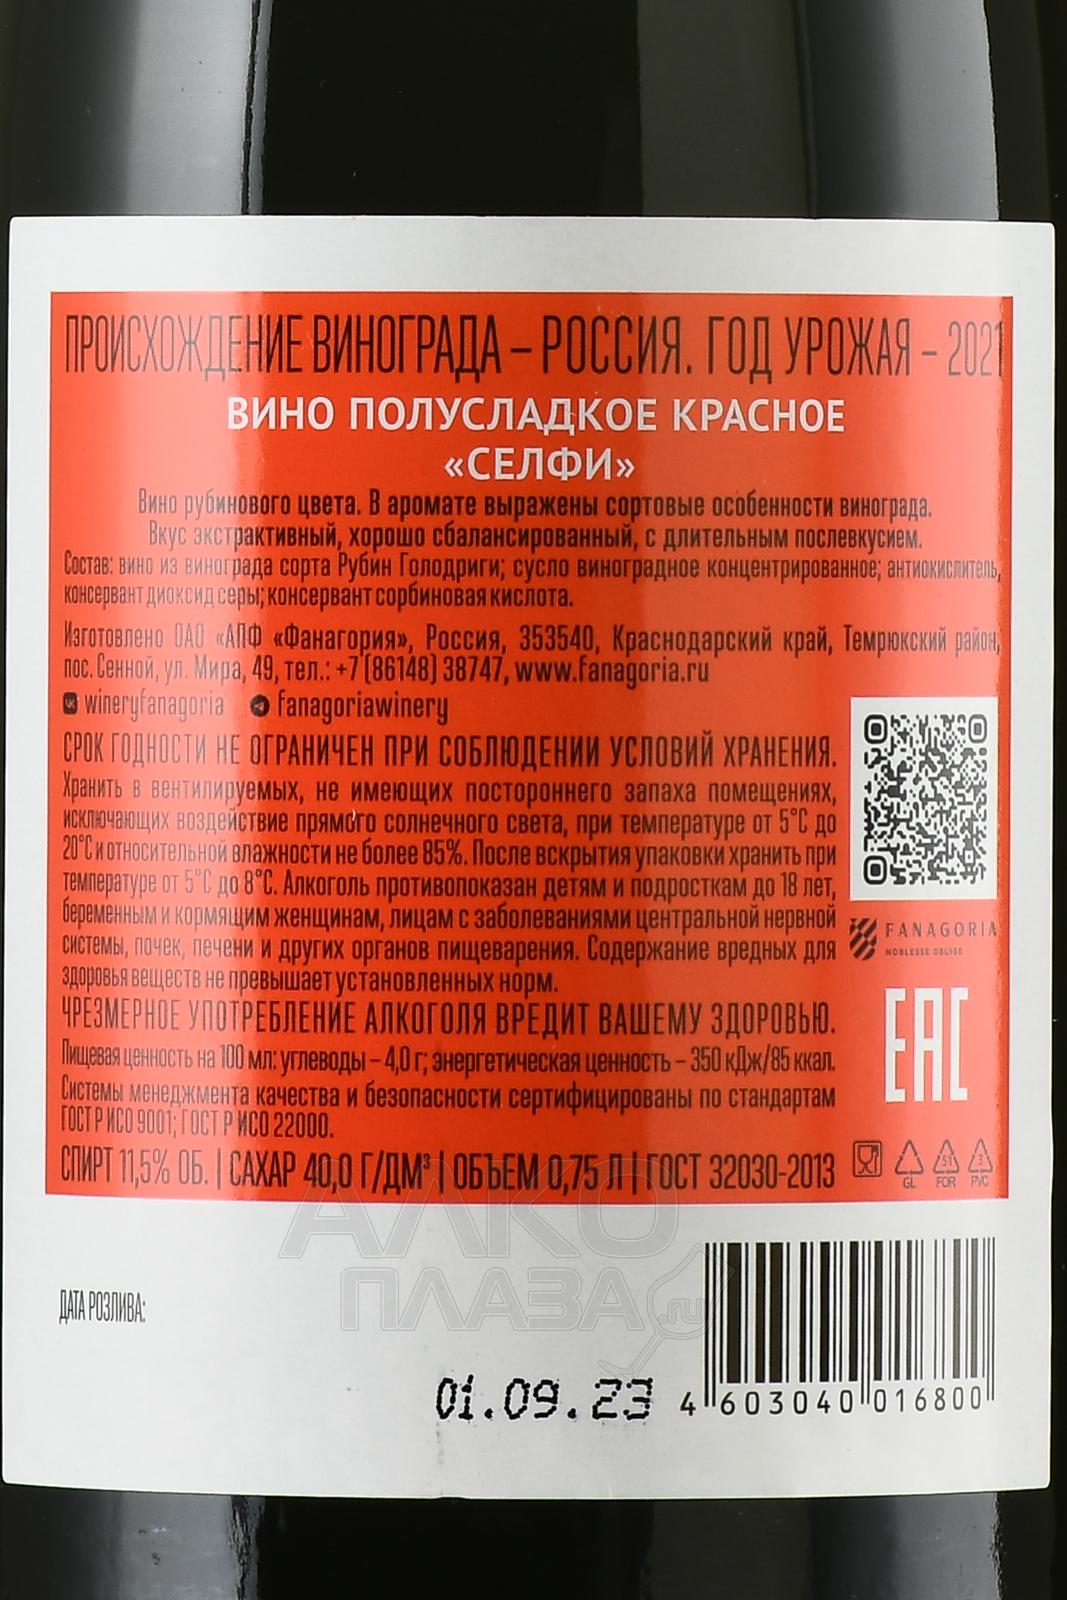 ПРОИСХОЖДЕНИЕ ВИНОГРАДА – РОССИЯ. ГОД УРОЖАЯ – 2021
ВИНО ПОЛУСЛАДКОЕ КРАСНОЕ
«СЕЛФИ»
Вино рубинового цвета. В аромате выражены сортовые особенности винограда.
Вкус экстрактивный, хорошо сбалансированный, с длительным послевкусием.
Состав: вино из винограда сорта Рубин Голодриги; сусло виноградное концентрированное; антиокислитель,
консервант диоксид серы; консервант сорбиновая кислота.
Изготовлено ОАО «АПФ «Фанагория», Россия, 353540, Краснодарский край, Темрюкский район,
пос. Сенной, ул. Мира, 49, тел.: +7 (86148) 38747, www.fanagoria.ru
wineryfanagoria fanagoriawinery
СРОК ГОДНОСТИ НЕ ОГРАНИЧЕН ПРИ СОБЛЮДЕНИИ УСЛОВИЙ ХРАНЕНИЯ.
Хранить в вентилируемых, не имеющих постороннего запаха помещениях,
исключающих воздействие прямого солнечного света, при температуре от 5°С до
20°С и относительной влажности не более 85%. После вскрытия упаковки хранить при
температуре от 5°С до 8°С. Алкоголь противопоказан детям и подросткам до 18 лет,
беременным и кормящим женщинам, лицам с заболеваниями центральной нервной
системы, почек, печени и других органов пищеварения. Содержание вредных для
здоровья веществ не превышает установленных норм.
ЧРЕЗМЕРНОЕ УПОТРЕБЛЕНИЕ АЛКОГОЛЯ ВРЕДИТ ВАШЕМУ ЗДОРОВЬЮ.
Пищевая ценность на 100 мл: углеводы – 4,0 г; энергетическая ценность – 350 кДж/85 ккал.
Системы менеджмента качества и безопасности сертифицированы по стандартам
ГОСТ Р ИСО 9001; ГОСТ Р ИСО 22000.
СПИРТ 11,5% ОБ. | САХАР 40,0 Г/ДМ³ | ОБЪЕМ 0,75 Л | ГОСТ 32030-2013
FANAGORIA
NOBLESSE OBLIGE
EAC
GL
51
FOR
3
PVC
АЛКО
ПЛАЗА.ru
ДАТА РОЗЛИВА:
01.09.23
4 603040 016800